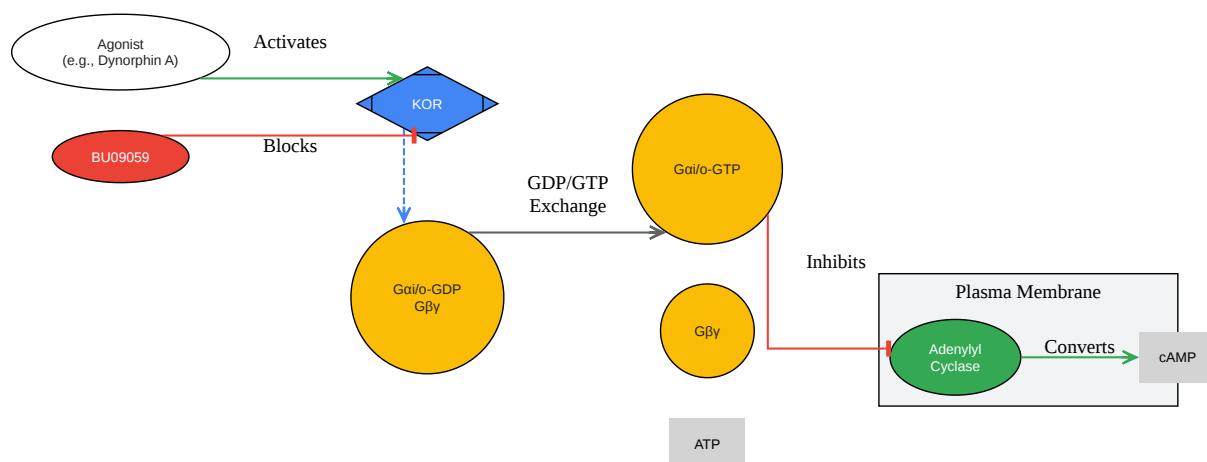 Agonist
(e.g., Dynorphin A)
Activates
KOR
BU09059
Blocks
Gαi/o-GTP
GDP/GTP
Exchange
Gαi/o-GDP
Gβγ
Inhibits
Plasma Membrane
Gβγ
Adenylyl
Cyclase
Converts
cAMP
ATP